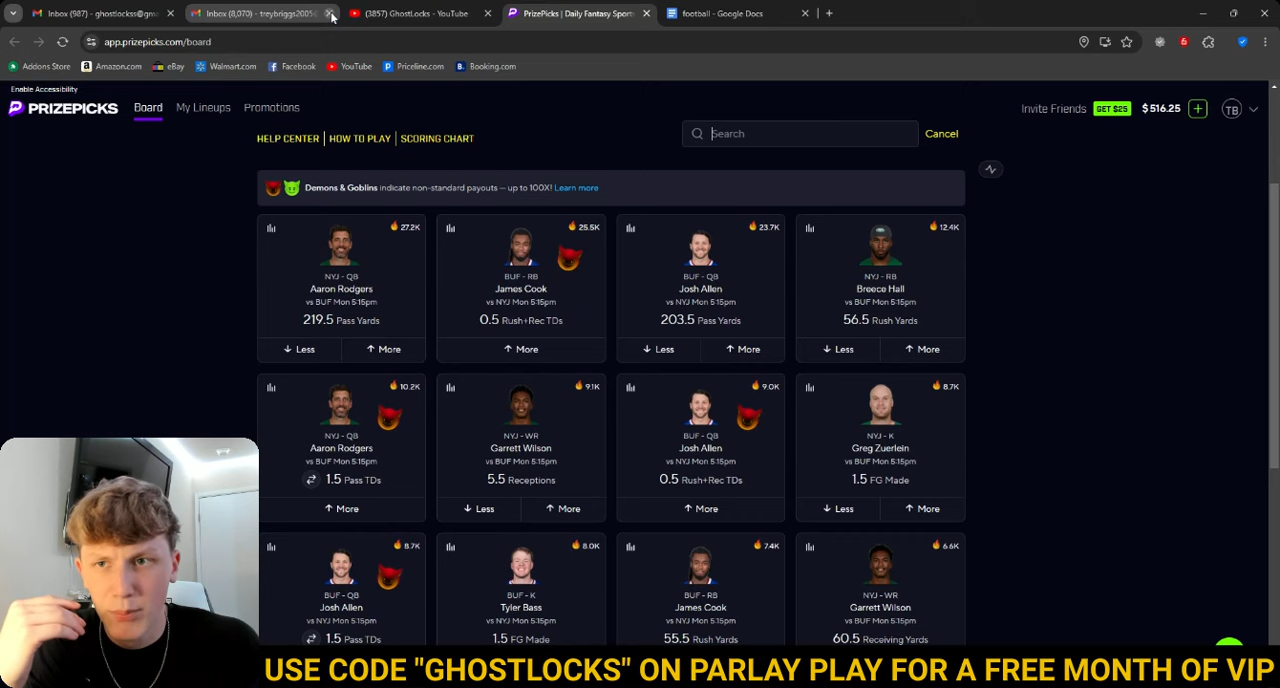 Inbox (987) - ghostlockss@gm
Inbox (8,070) - treybriggs2005
(3857) GhostLocks - YouTube
PrizePicks | Daily Fantasy Sport
football - Google Docs
app.prizepicks.com/board
Addons Store
Amazon.com
eBay
Walmart.com
Facebook
YouTube
Priceline.com
Booking.com
Enable Accessibility
PRIZEPICKS
Board
My Lineups
Promotions
Invite Friends
GET $25
$516.25
TB
HELP CENTER
HOW TO PLAY
SCORING CHART
Search
Cancel
Demons & Goblins indicate non-standard payouts — up to 100X! Learn more
27.2K
NYJ - QB
Aaron Rodgers
vs BUF Mon 5:15pm
219.5 Pass Yards
Less
More
25.5K
BUF - RB
James Cook
vs NYJ Mon 5:15pm
0.5 Rush+Rec TDs
More
23.7K
BUF - QB
Josh Allen
vs NYJ Mon 5:15pm
203.5 Pass Yards
Less
More
12.4K
NYJ - RB
Breece Hall
vs BUF Mon 5:15pm
56.5 Rush Yards
Less
More
10.2K
NYJ - QB
Aaron Rodgers
vs BUF Mon 5:15pm
1.5 Pass TDs
More
9.1K
NYJ - WR
Garrett Wilson
vs BUF Mon 5:15pm
5.5 Receptions
Less
More
9.0K
BUF - QB
Josh Allen
vs NYJ Mon 5:15pm
0.5 Rush+Rec TDs
More
8.7K
NYJ - K
Greg Zuerlein
vs BUF Mon 5:15pm
1.5 FG Made
Less
More
8.7K
BUF - QB
Josh Allen
vs NYJ Mon 5:15pm
1.5 Pass TDs
8.0K
BUF - K
Tyler Bass
vs NYJ Mon 5:15pm
1.5 FG Made
7.4K
BUF - RB
James Cook
vs NYJ Mon 5:15pm
55.5 Rush Yards
6.6K
NYJ - WR
Garrett Wilson
vs BUF Mon 5:15pm
60.5 Receiving Yards
USE CODE "GHOSTLOCKS" ON PARLAY PLAY FOR A FREE MONTH OF VIP